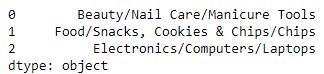 0 Beauty/Nail Care/Manicure Tools
1 Food/Snacks, Cookies & Chips/Chips
2 Electronics/Computers/Laptops
dtype: object